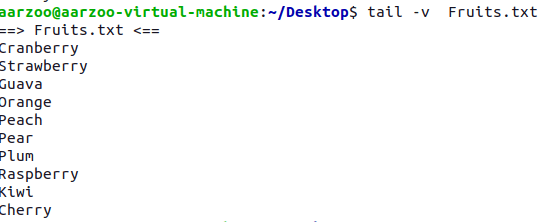 aarzoo@aarzoo-virtual-machine:~/Desktop$ tail -v  Fruits.txt
==> Fruits.txt <==
Cranberry
Strawberry
Guava
Orange
Peach
Pear
Plum
Raspberry
Kiwi
Cherry